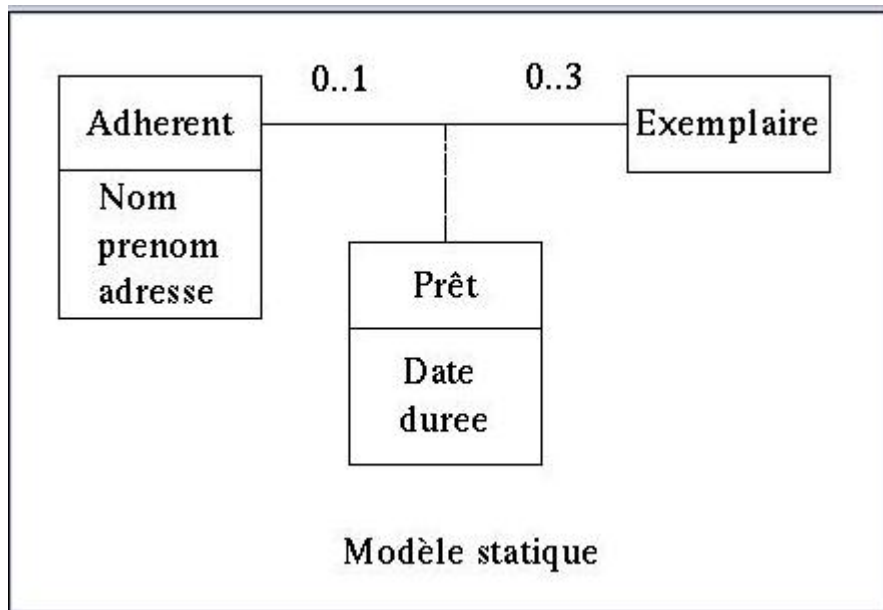 0..1
0..3
Adherent
Exemplaire
Nom
prenom
adresse
Prêt
Date
duree
Modèle statique